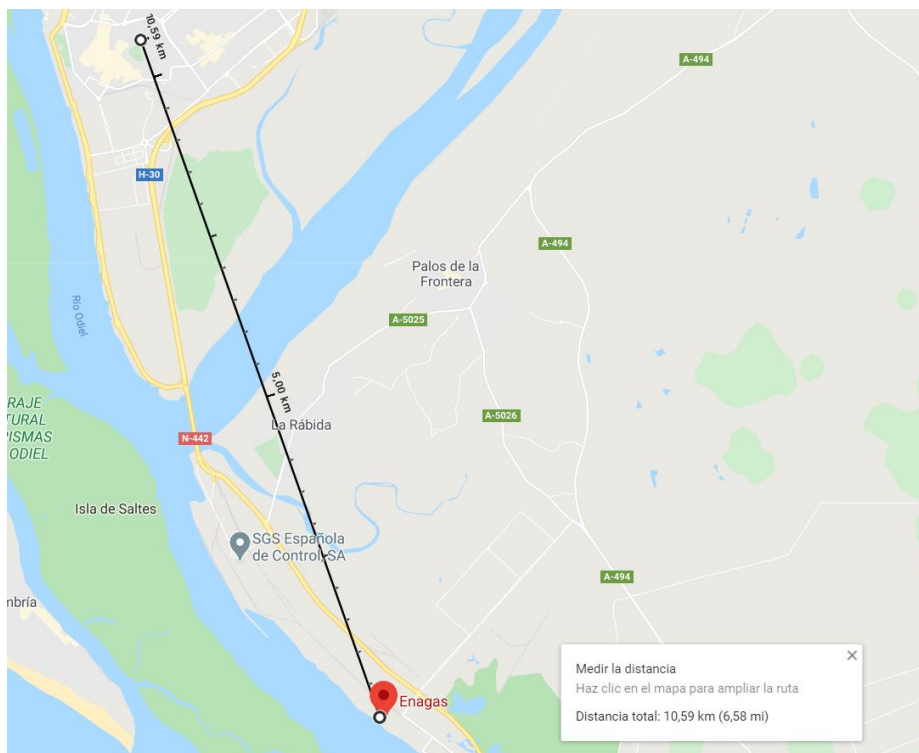 10,59 km
A-494
H-30
A-494
Palos de la
Frontera
Río Odiel
A-5025
5,00 km
RAJE
TURAL
RISMAS
ODIEL
La Rábida
A-5026
N-442
Isla de Saltes
SGS Española
de Control, SA
A-494
mbría
Enagas
Medir la distancia
Haz clic en el mapa para ampliar la ruta
Distancia total: 10,59 km (6,58 mi)